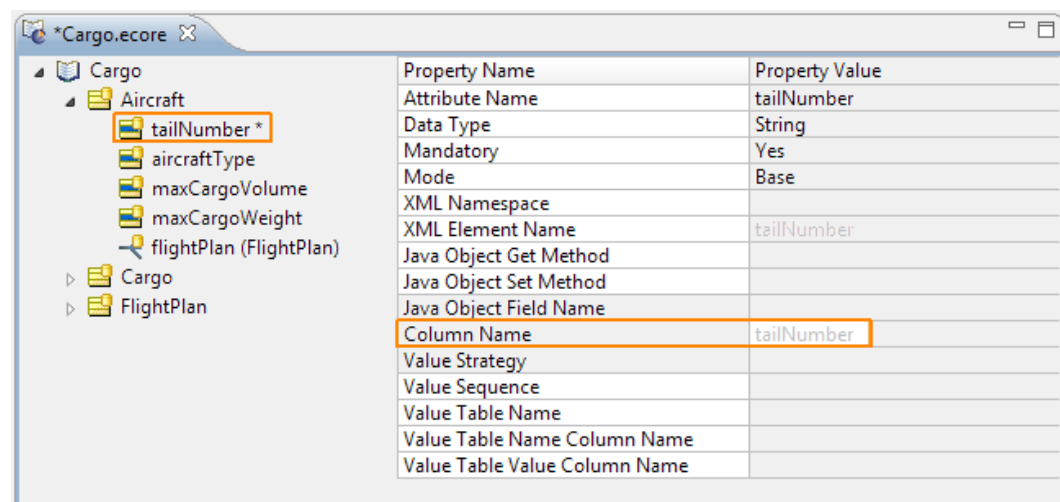 *Cargo.ecore
Cargo
Aircraft
tailNumber *
aircraftType
maxCargoVolume
maxCargoWeight
flightPlan (FlightPlan)
Cargo
FlightPlan
Property Name Property Value
Attribute Name tailNumber
Data Type String
Mandatory Yes
Mode Base
XML Namespace
XML Element Name tailNumber
Java Object Get Method
Java Object Set Method
Java Object Field Name
Column Name tailNumber
Value Strategy
Value Sequence
Value Table Name
Value Table Name Column Name
Value Table Value Column Name